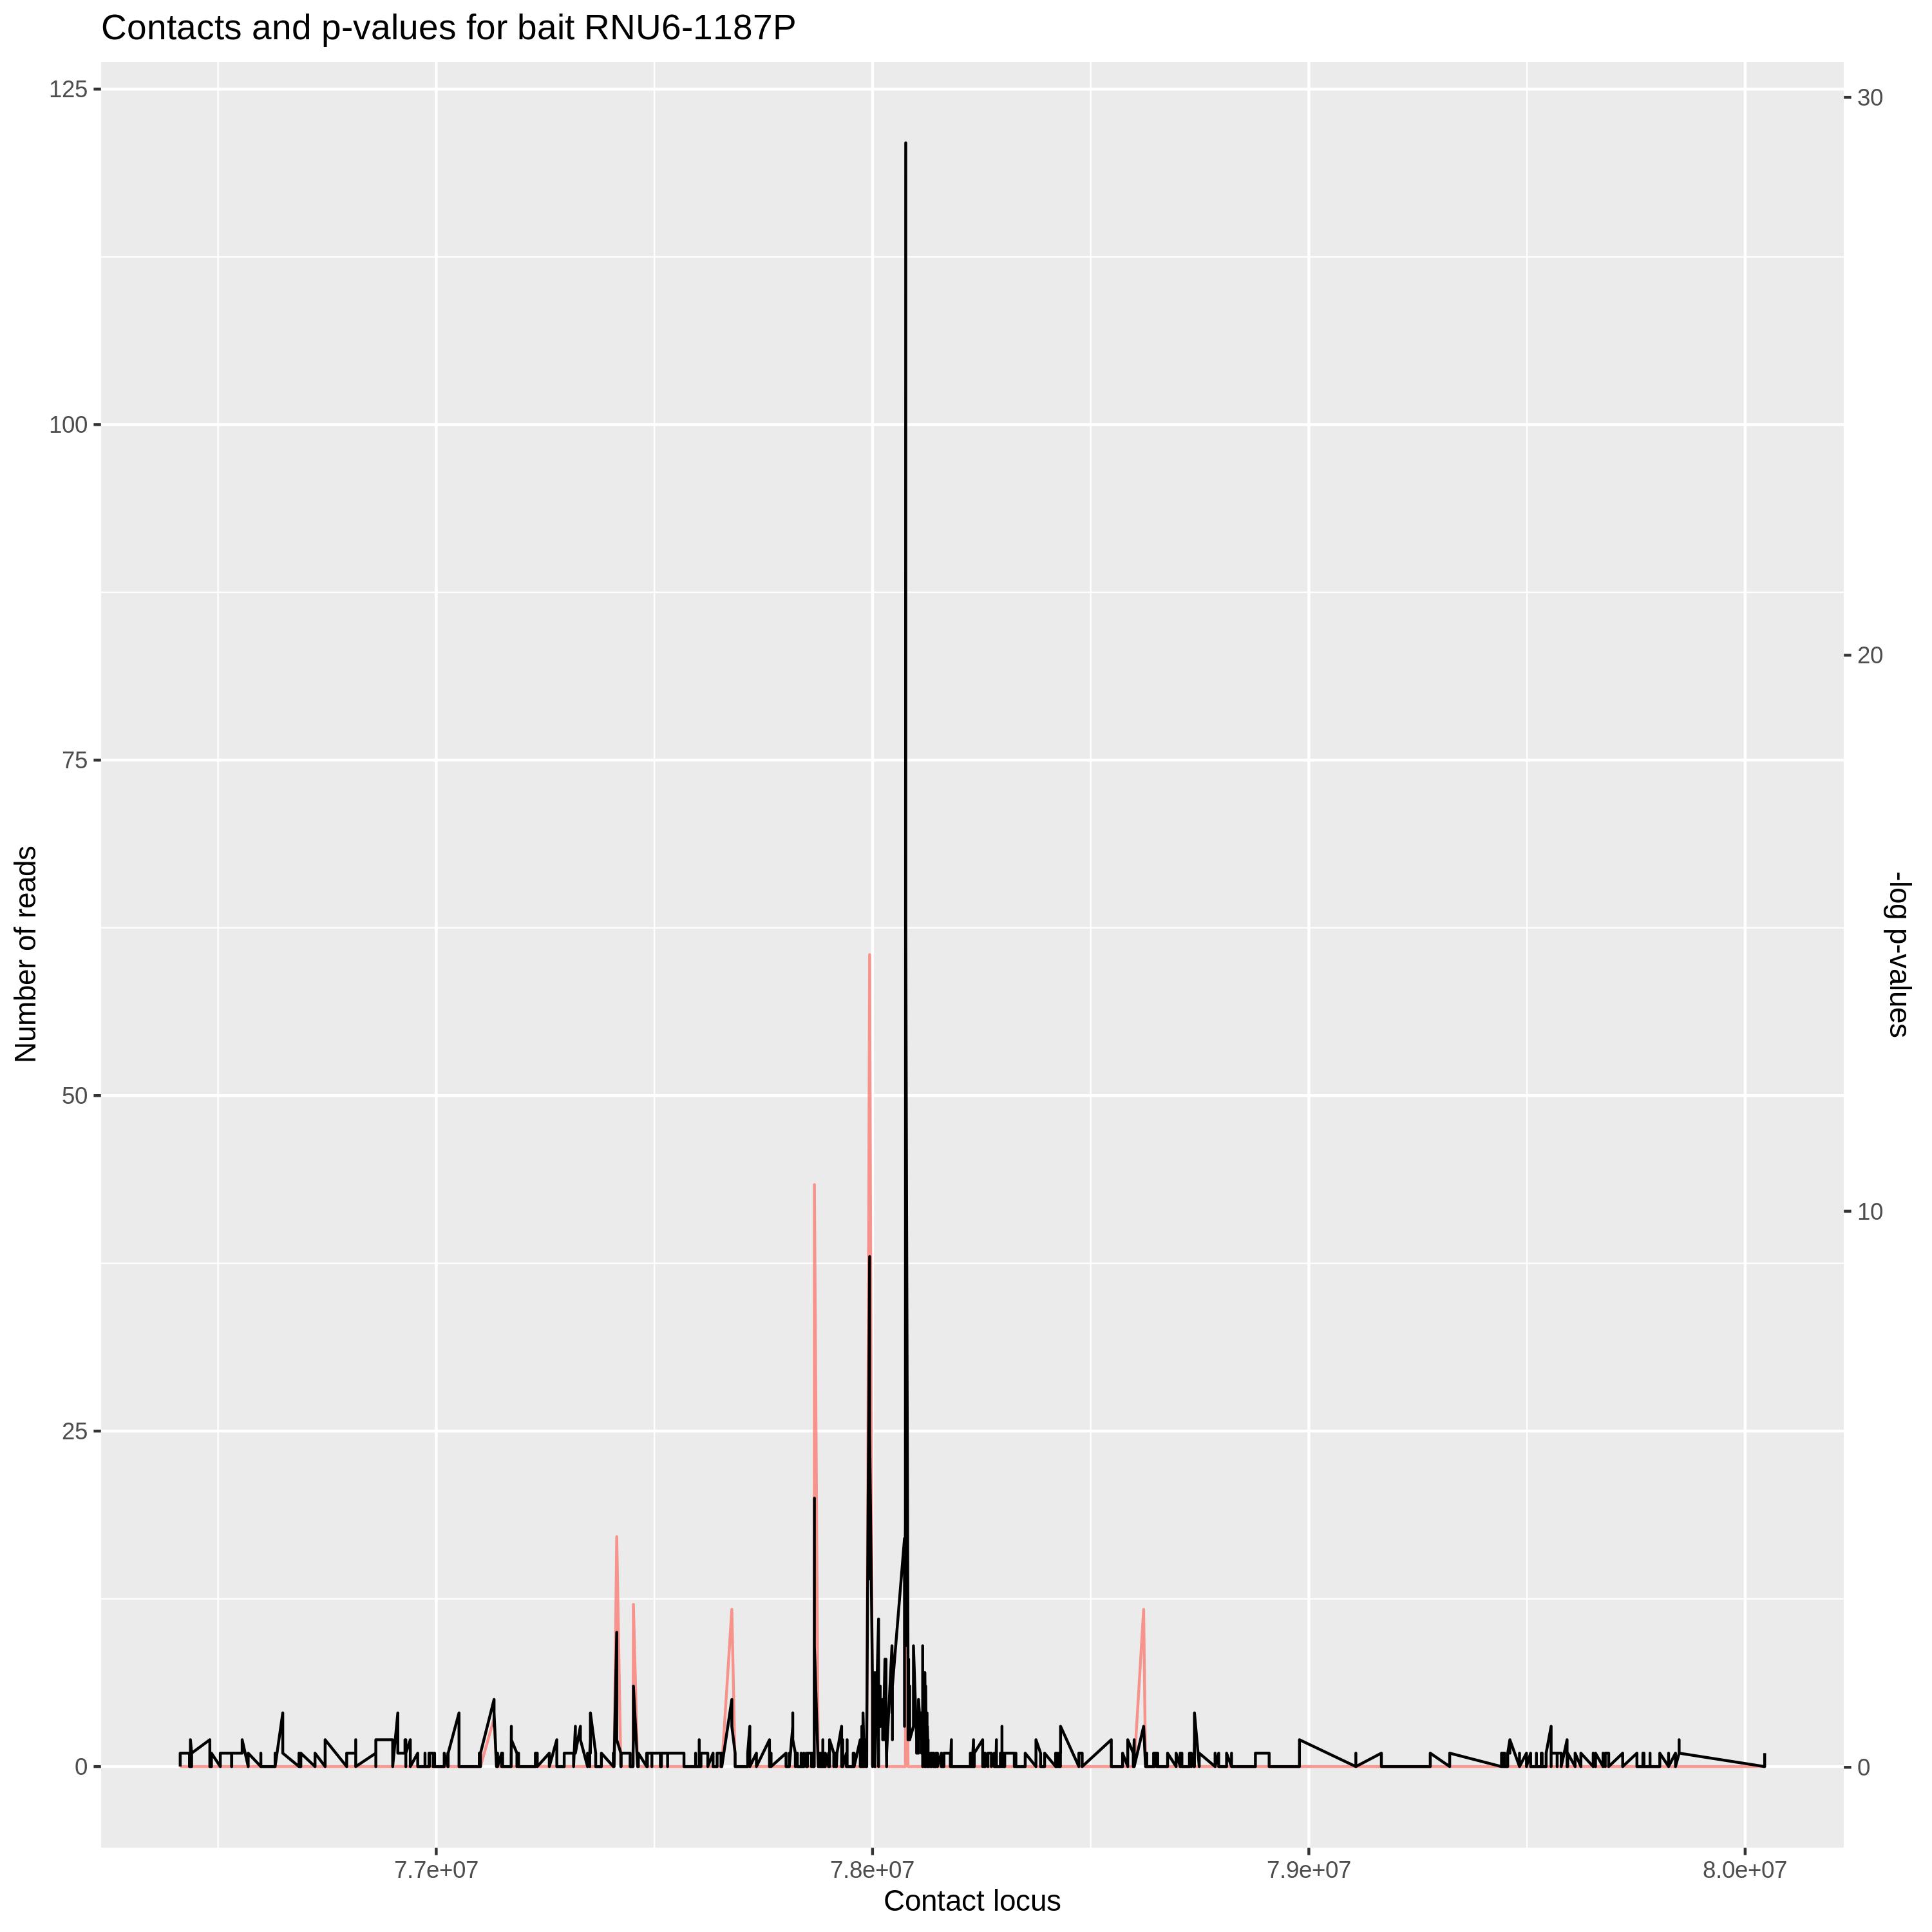 Contacts and p-values for bait RNU6-1187P
125
100
75
50
25
0
30
20
10
0
Number of reads
-log p-values
7.7e+07
7.8e+07
7.9e+07
8.0e+07
Contact locus